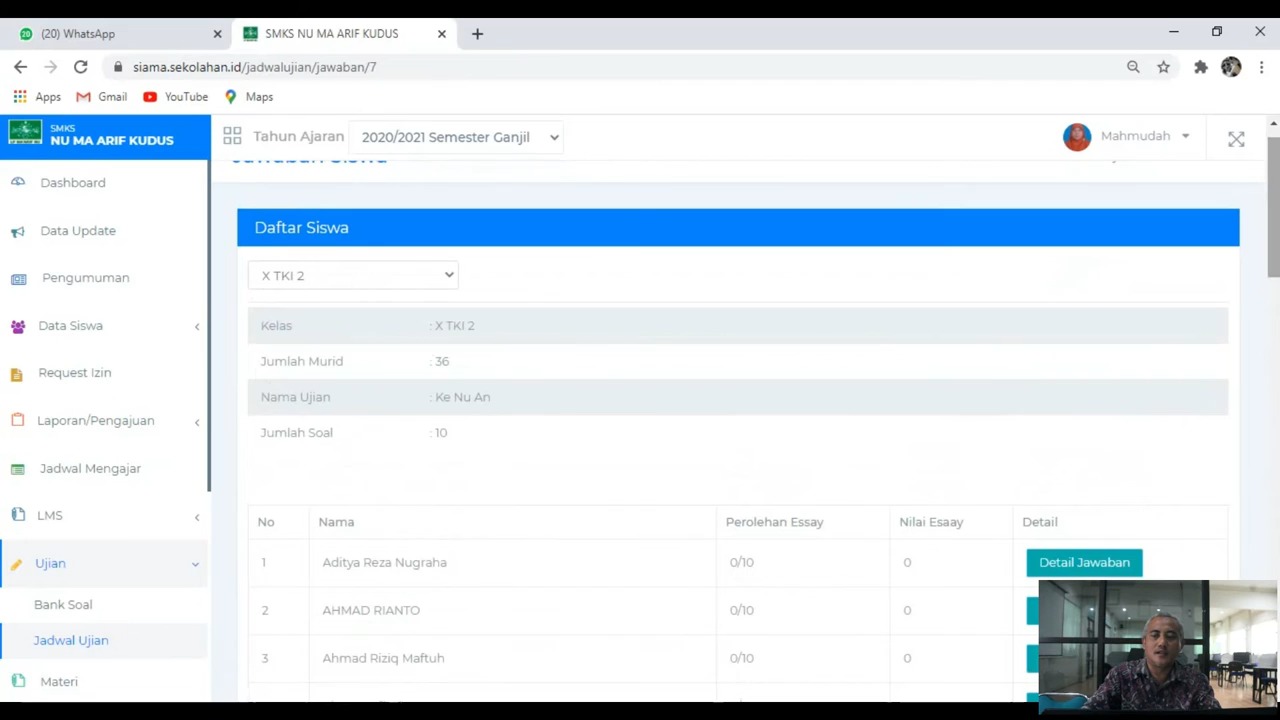 (20) WhatsApp
SMKS NU MA ARIF KUDUS
siama.sekolahan.id/jadwalujian/jawaban/7
Apps
Gmail
YouTube
Maps
SMKS
NU MA ARIF KUDUS
Tahun Ajaran
2020/2021 Semester Ganjil
Mahmudah
Dashboard
Data Update
Pengumuman
Data Siswa
Request Izin
Laporan/Pengajuan
Jadwal Mengajar
LMS
Ujian
Bank Soal
Jadwal Ujian
Materi
Daftar Siswa
X TKI 2
Kelas : X TKI 2
Jumlah Murid : 36
Nama Ujian : Ke Nu An
Jumlah Soal : 10
No Nama Perolehan Essay Nilai Esaay Detail
1 Aditya Reza Nugraha 0/10 0 Detail Jawaban
2 AHMAD RIANTO 0/10 0
3 Ahmad Riziq Maftuh 0/10 0